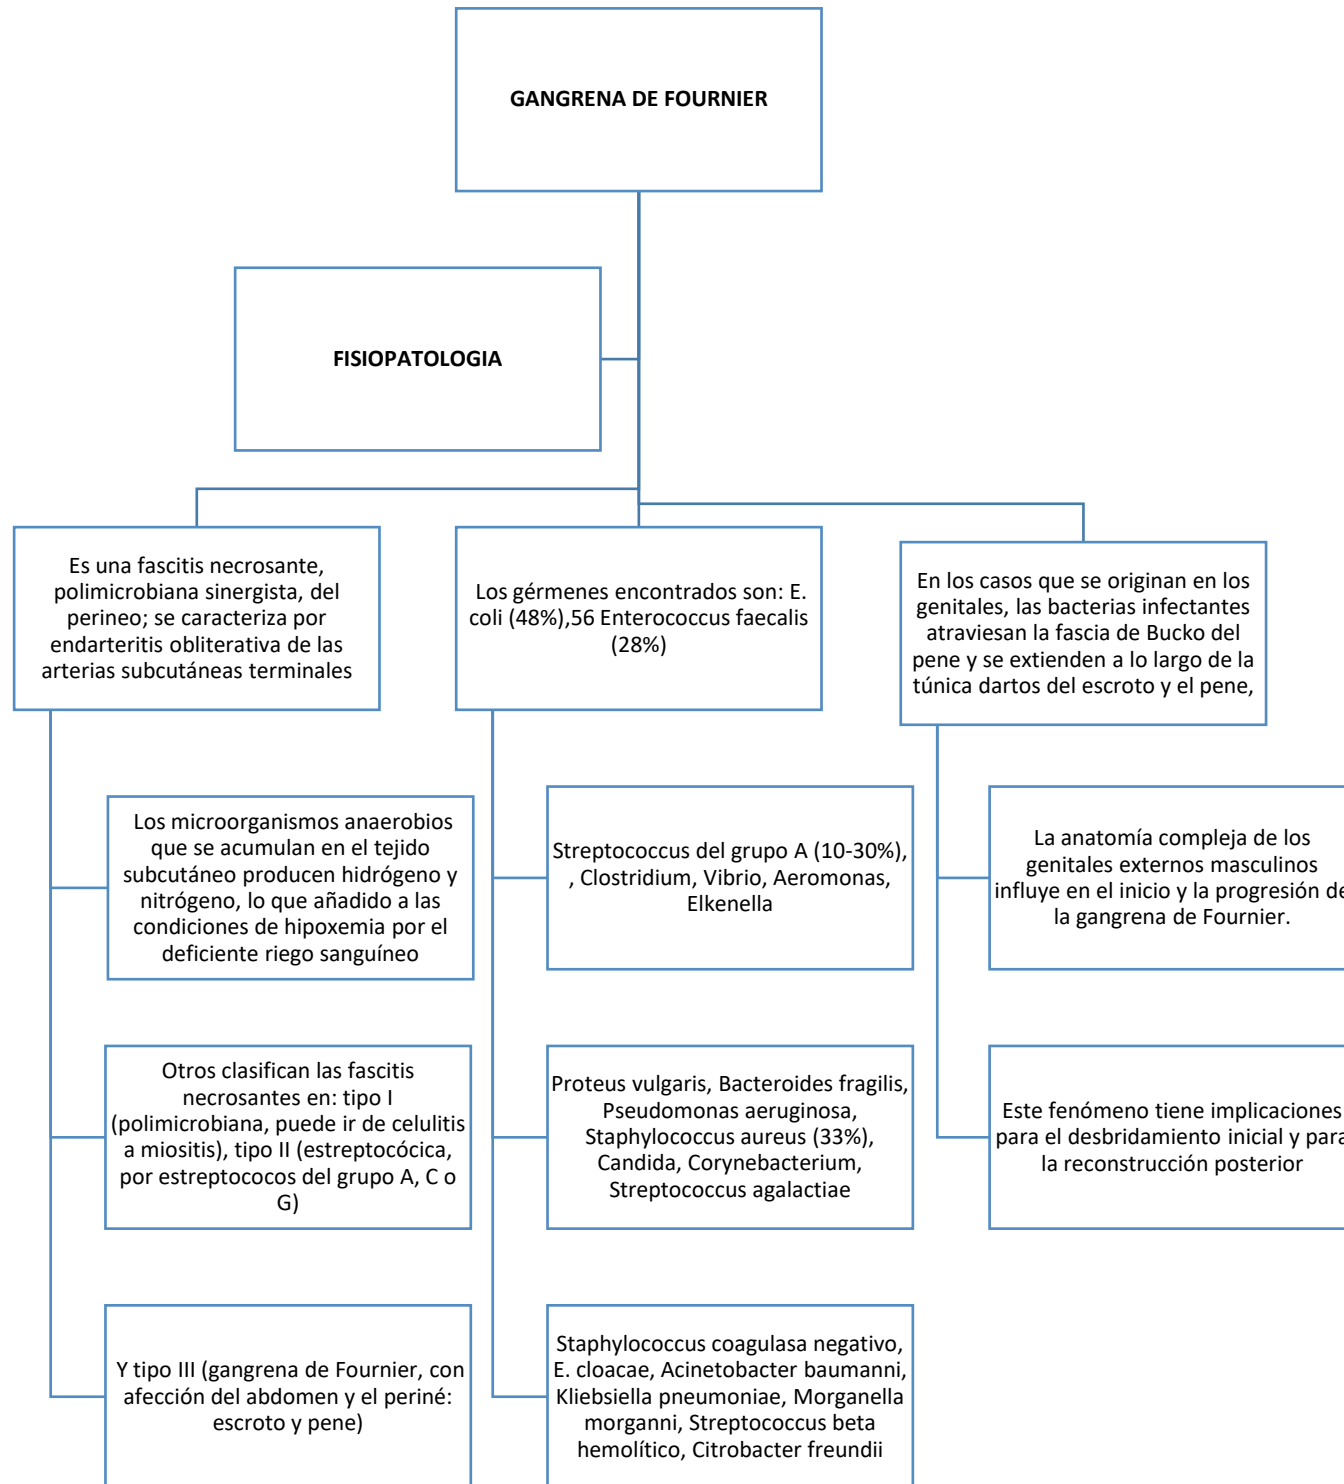 GANGRENA DE FOURNIER
FISIOPATOLOGIA
Es una fascitis necrosante,
polimicrobiana sinergista, del
perineo; se caracteriza por
endarteritis obliterativa de las
arterias subcutáneas terminales
Los microorganismos anaerobios
que se acumulan en el tejido
subcutáneo producen hidrógeno y
nitrógeno, lo que añadido a las
condiciones de hipoxemia por el
deficiente riego sanguíneo
Otros clasifican las fascitis
necrosantes en: tipo I
(polimicrobiana, puede ir de celulitis
a miositis), tipo II (estreptocócica,
por estreptococos del grupo A, C o
G)
Y tipo III (gangrena de Fournier, con
afección del abdomen y el periné:
escroto y pene)
Los gérmenes encontrados son: E.
coli (48%),56 Enterococcus faecalis
(28%)
Streptococcus del grupo A (10-30%),
, Clostridium, Vibrio, Aeromonas,
Elkenella
Proteus vulgaris, Bacteroides fragilis,
Pseudomonas aeruginosa,
Staphylococcus aureus (33%),
Candida, Corynebacterium,
Streptococcus agalactiae
Staphylococcus coagulasa negativo,
E. cloacae, Acinetobacter baumanni,
Kliebsiella pneumoniae, Morganella
morganni, Streptococcus beta
hemolítico, Citrobacter freundii
En los casos que se originan en los
genitales, las bacterias infectantes
atraviesan la fascia de Bucko del
pene y se extienden a lo largo de la
túnica dartos del escroto y el pene,
La anatomía compleja de los
genitales externos masculinos
influye en el inicio y la progresión de
la gangrena de Fournier.
Este fenómeno tiene implicaciones
para el desbridamiento inicial y para
la reconstrucción posterior